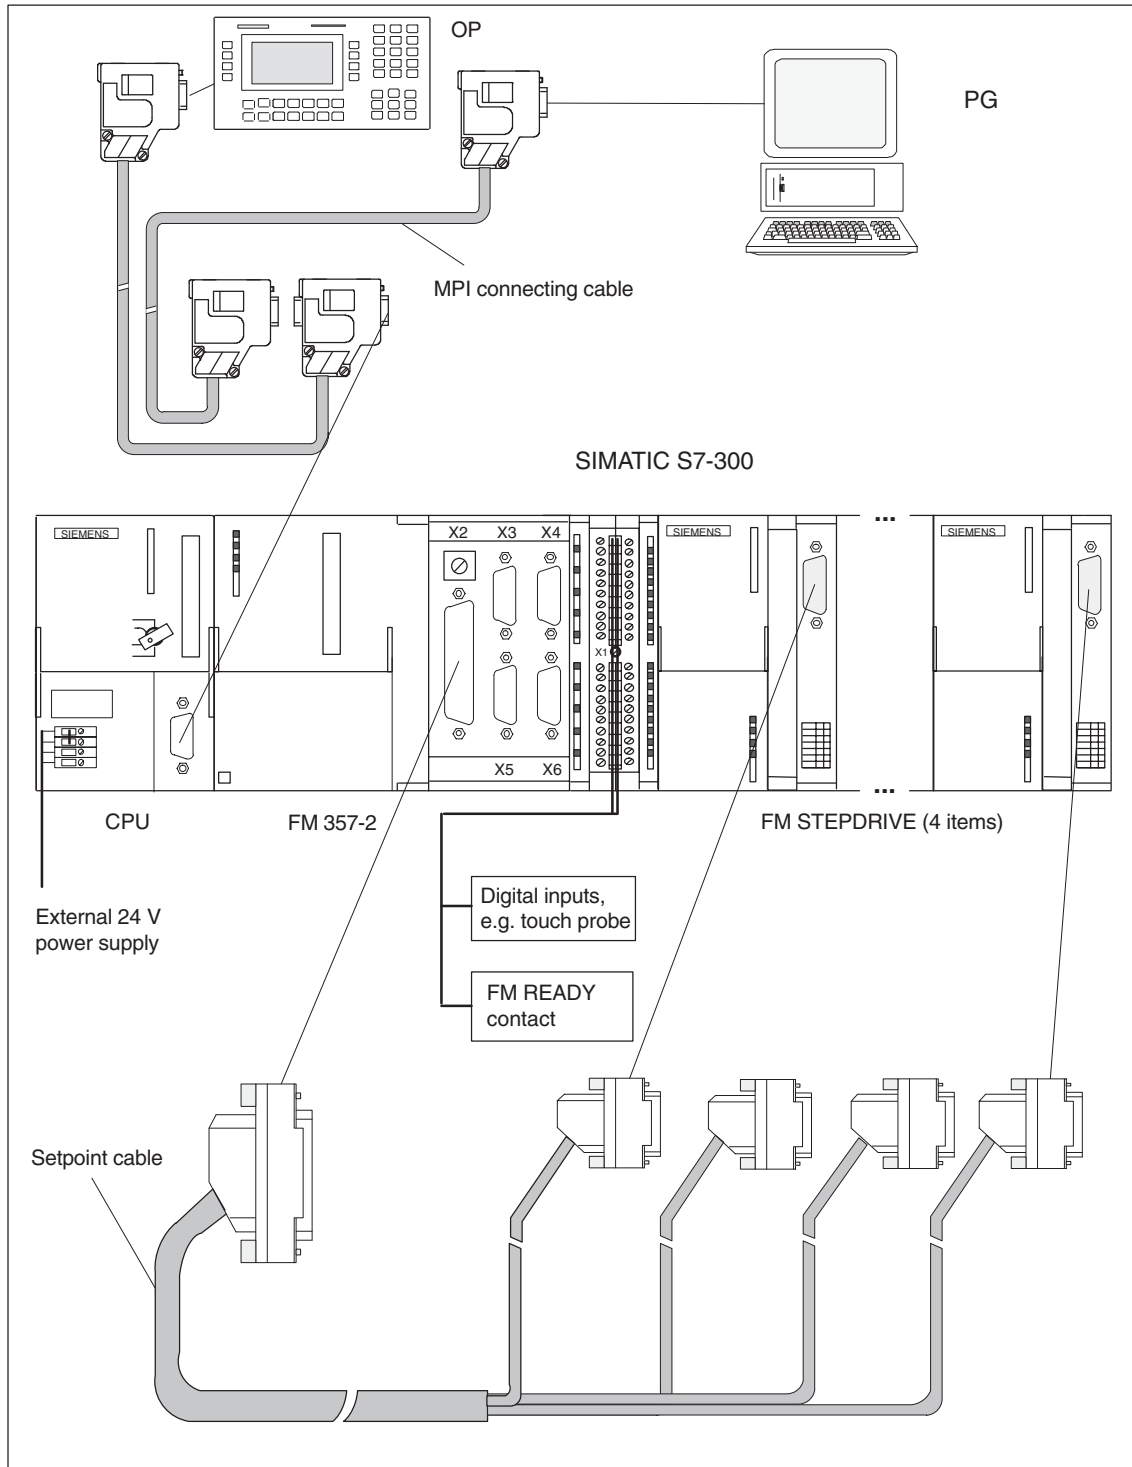 OP
PG
MPI connecting cable
SIMATIC S7-300
SIEMENS
SIEMENS
SIEMENS
X2 X3 X4
X1
X5 X6
CPU
FM 357-2
FM STEPDRIVE (4 items)
...
...
External 24 V
power supply
Digital inputs,
e.g. touch probe
FM READY
contact
Setpoint cable